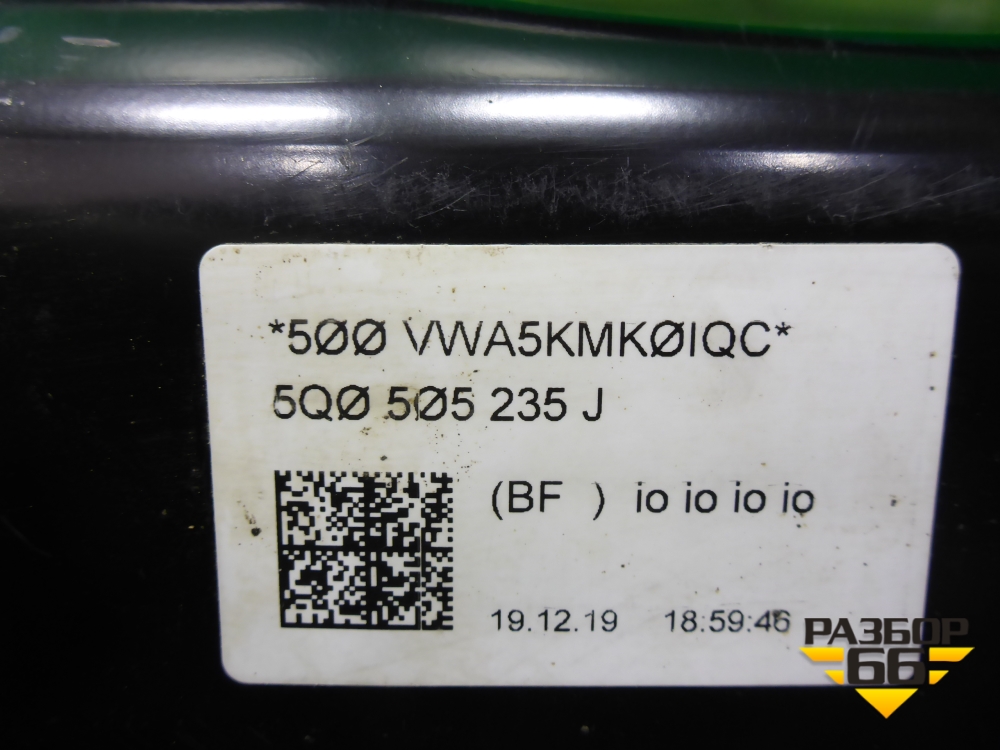 *5ØØ VWA5KMKØIQC*
5QØ 5Ø5 235 J
(BF ) io io io io
19.12.19 18:59:46
РАЗБОР
66